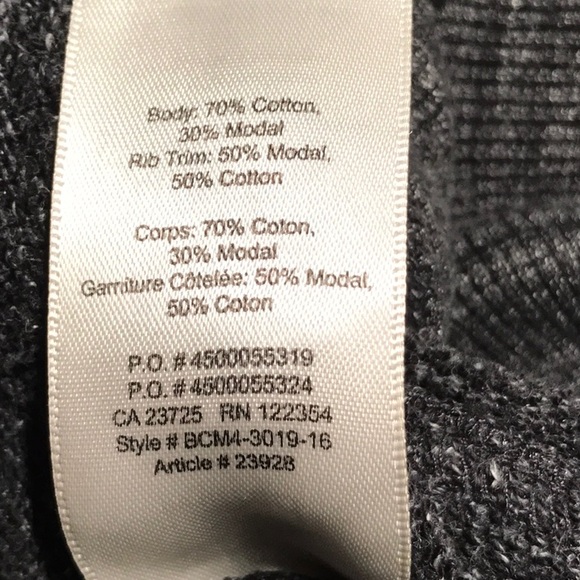 Body: 70% Cotton,
30% Modal
Rib Trim: 50% Modal,
50% Cotton
Corps: 70% Coton,
30% Modal
Garniture Côtelée: 50% Modal,
50% Coton
P.O. # 4500055319
P.O. # 4500055324
CA 23725 RN 122354
Style # BCM4-3019-16
Article # 23928